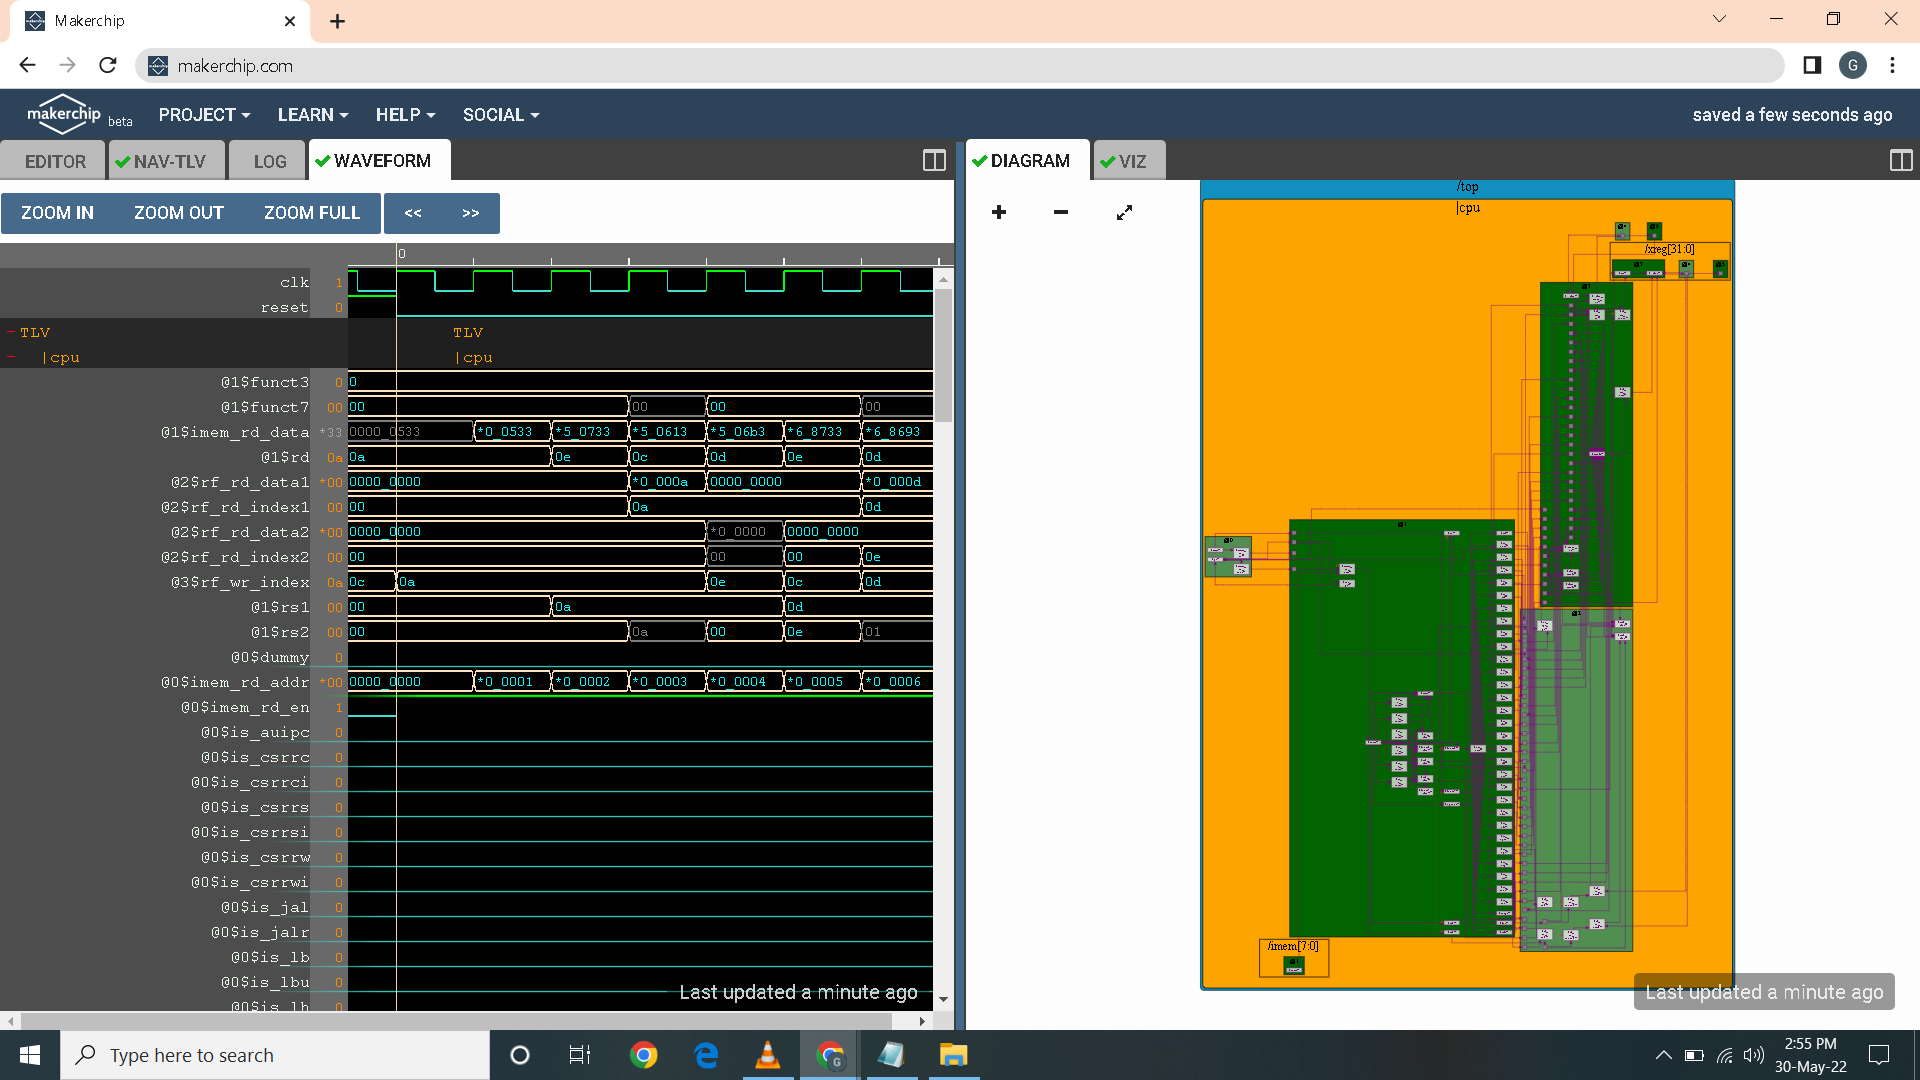 Makerchip
makerchip.com
G
makerchip beta PROJECT LEARN HELP SOCIAL saved a few seconds ago
EDITOR NAV-TLV LOG WAVEFORM DIAGRAM VIZ
ZOOM IN ZOOM OUT ZOOM FULL << >>
0
clk 1
reset 0
TLV TLV
|cpu |cpu
@1$funct3 0 0
@1$funct7 00 00 00 00 00
@1$imem_rd_data *33 0000_0533 *0_0533 *5_0733 *5_0613 *5_06b3 *6_8733 *6_8693
@1$rd 0a 0a 0e 0c 0d 0e 0d
@2$rf_rd_data1 *00 0000_0000 *0_000a 0000_0000 *0_000d
@2$rf_rd_index1 00 00 0a 0d
@2$rf_rd_data2 *00 0000_0000 *0_0000 0000_0000
@2$rf_rd_index2 00 00 00 00 0e
@3$rf_wr_index 0a 0c 0a 0e 0c 0d
@1$rs1 00 00 0a 0d
@1$rs2 00 00 0a 00 0e 01
@0$dummy 0
@0$imem_rd_addr *00 0000_0000 *0_0001 *0_0002 *0_0003 *0_0004 *0_0005 *0_0006
@0$imem_rd_en 1
@0$is_auipc 0
@0$is_csrrc 0
@0$is_csrrci 0
@0$is_csrrs 0
@0$is_csrrsi 0
@0$is_csrrw 0
@0$is_csrrwi 0
@0$is_jal 0
@0$is_jalr 0
@0$is_lb 0
@0$is_lbu 0
@0$is_lh 0
Last updated a minute ago
/top
|cpu
/xreg[31:0]
/imem[7:0]
Last updated a minute ago
Type here to search
G
2:55 PM
30-May-22